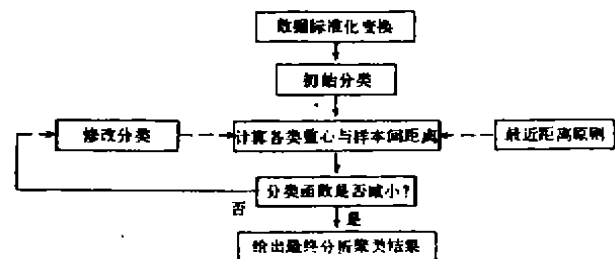 数据标准化变换
初始分类
修改分类
计算各类重心与样本间距离
最近距离原则
分类函数是否减小?
否
是
给出最终分析聚类结果